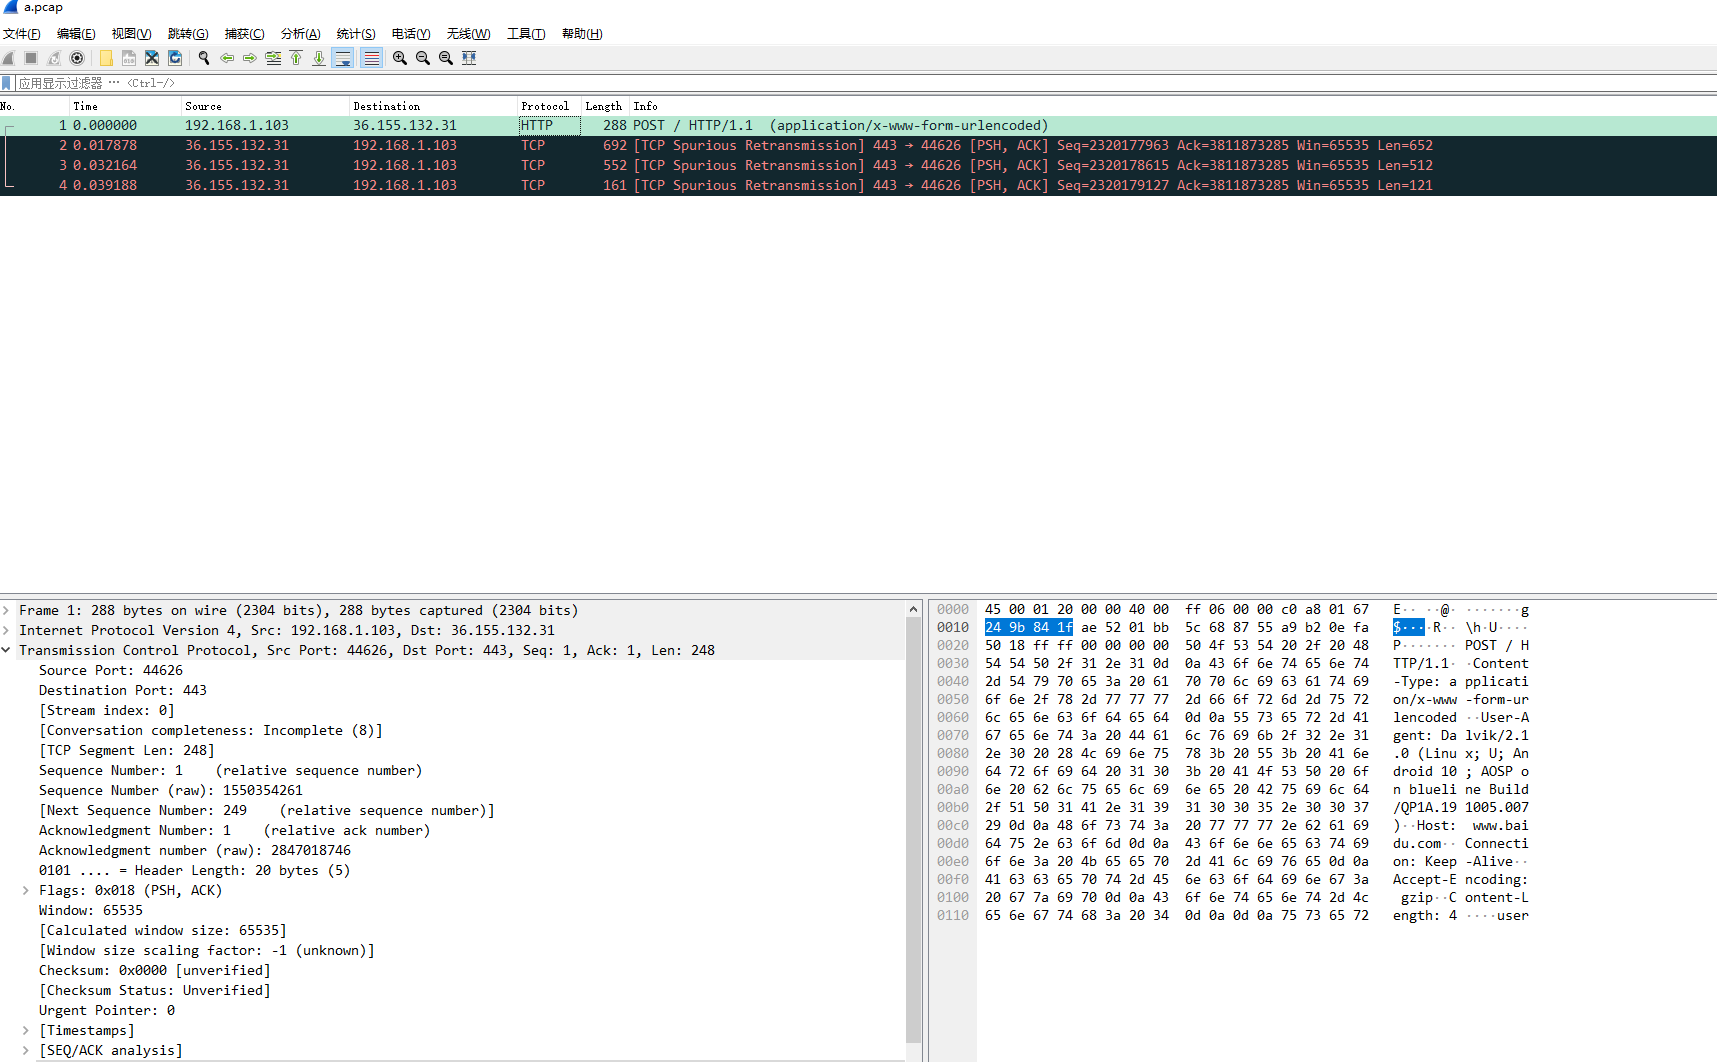 a.pcap
文件(F) 编辑(E) 视图(V) 跳转(G) 捕获(C) 分析(A) 统计(S) 电话(Y) 无线(W) 工具(T) 帮助(H)
应用显示过滤器 … <Ctrl-/>
No. Time Source Destination Protocol Length Info
1 0.000000 192.168.1.103 36.155.132.31 HTTP 288 POST / HTTP/1.1 (application/x-www-form-urlencoded)
2 0.017878 36.155.132.31 192.168.1.103 TCP 692 [TCP Spurious Retransmission] 443 → 44626 [PSH, ACK] Seq=2320177963 Ack=3811873285 Win=65535 Len=652
3 0.032164 36.155.132.31 192.168.1.103 TCP 552 [TCP Spurious Retransmission] 443 → 44626 [PSH, ACK] Seq=2320178615 Ack=3811873285 Win=65535 Len=512
4 0.039188 36.155.132.31 192.168.1.103 TCP 161 [TCP Spurious Retransmission] 443 → 44626 [PSH, ACK] Seq=2320179127 Ack=3811873285 Win=65535 Len=121
Frame 1: 288 bytes on wire (2304 bits), 288 bytes captured (2304 bits)
Internet Protocol Version 4, Src: 192.168.1.103, Dst: 36.155.132.31
Transmission Control Protocol, Src Port: 44626, Dst Port: 443, Seq: 1, Ack: 1, Len: 248
Source Port: 44626
Destination Port: 443
[Stream index: 0]
[Conversation completeness: Incomplete (8)]
[TCP Segment Len: 248]
Sequence Number: 1 (relative sequence number)
Sequence Number (raw): 1550354261
[Next Sequence Number: 249 (relative sequence number)]
Acknowledgment Number: 1 (relative ack number)
Acknowledgment number (raw): 2847018746
0101 .... = Header Length: 20 bytes (5)
Flags: 0x018 (PSH, ACK)
Window: 65535
[Calculated window size: 65535]
[Window size scaling factor: -1 (unknown)]
Checksum: 0x0000 [unverified]
[Checksum Status: Unverified]
Urgent Pointer: 0
[Timestamps]
[SEQ/ACK analysis]
0000 45 00 01 20 00 00 40 00 ff 06 00 00 c0 a8 01 67 E·· ··@· ·······g
0010 24 9b 84 1f ae 52 01 bb 5c 68 87 55 a9 b2 0e fa $····R·· \h·U····
0020 50 18 ff ff 00 00 00 00 50 4f 53 54 20 2f 20 48 P······· POST / H
0030 54 54 50 2f 31 2e 31 0d 0a 43 6f 6e 74 65 6e 74 TTP/1.1· ·Content
0040 2d 54 79 70 65 3a 20 61 70 70 6c 69 63 61 74 69 -Type: a pplicati
0050 6f 6e 2f 78 2d 77 77 77 2d 66 6f 72 6d 2d 75 72 on/x-www -form-ur
0060 6c 65 6e 63 6f 64 65 64 0d 0a 55 73 65 72 2d 41 lencoded ··User-A
0070 67 65 6e 74 3a 20 44 61 6c 76 69 6b 2f 32 2e 31 gent: Da lvik/2.1
0080 2e 30 20 28 4c 69 6e 75 78 3b 20 55 3b 20 41 6e .0 (Linu x; U; An
0090 64 72 6f 69 64 20 31 30 3b 20 41 4f 53 50 20 6f droid 10 ; AOSP o
00a0 6e 20 62 6c 75 65 6c 69 6e 65 20 42 75 69 6c 64 n blueli ne Build
00b0 2f 51 50 31 41 2e 31 39 31 30 30 35 2e 30 30 37 /QP1A.19 1005.007
00c0 29 0d 0a 48 6f 73 74 3a 20 77 77 77 2e 62 61 69 )··Host: www.bai
00d0 64 75 2e 63 6f 6d 0d 0a 43 6f 6e 6e 65 63 74 69 du.com·· Connecti
00e0 6f 6e 3a 20 4b 65 65 70 2d 41 6c 69 76 65 0d 0a on: Keep -Alive··
00f0 41 63 63 65 70 74 2d 45 6e 63 6f 64 69 6e 67 3a Accept-E ncoding:
0100 20 67 7a 69 70 0d 0a 43 6f 6e 74 65 6e 74 2d 4c gzip··C ontent-L
0110 65 6e 67 74 68 3a 20 34 0d 0a 0d 0a 75 73 65 72 ength: 4 ····user